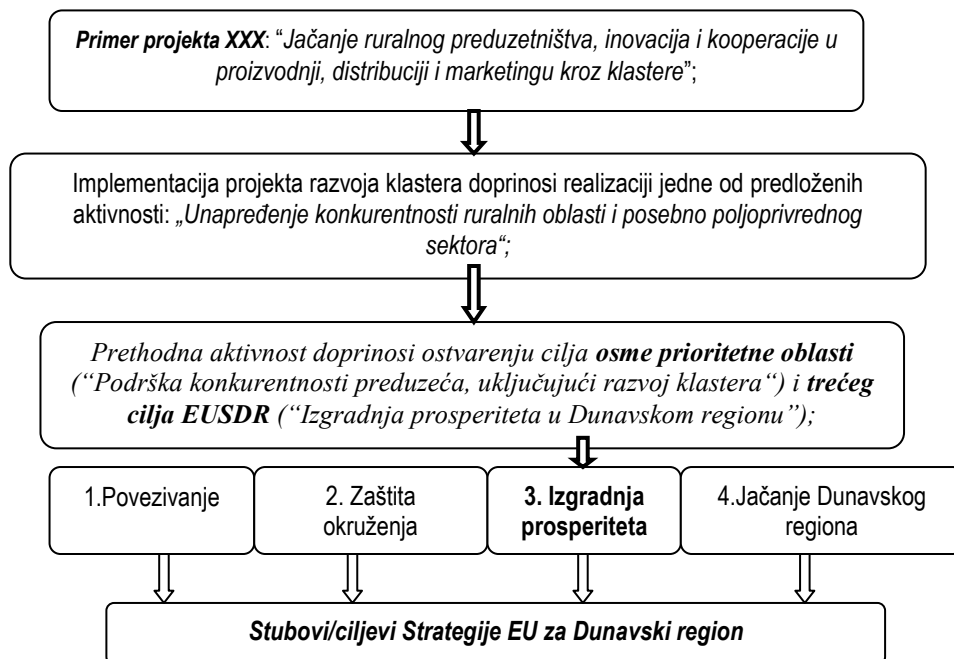 Primer projekta XXX: “Jačanje ruralnog preduzetništva, inovacija i kooperacije u
proizvodnji, distribuciji i marketingu kroz klastere”;
Implementacija projekta razvoja klastera doprinosi realizaciji jedne od predloženih
aktivnosti: „Unapređenje konkurentnosti ruralnih oblasti i posebno poljoprivrednog
sektora“;
Prethodna aktivnost doprinosi ostvarenju cilja osme prioritetne oblasti
(“Podrška konkurentnosti preduzeća, uključujući razvoj klastera“) i trećeg
cilja EUSDR (“Izgradnja prosperiteta u Dunavskom regionu”);
1.Povezivanje
2. Zaštita
okruženja
3. Izgradnja
prosperiteta
4.Jačanje Dunavskog
regiona
Stubovi/ciljevi Strategije EU za Dunavski region